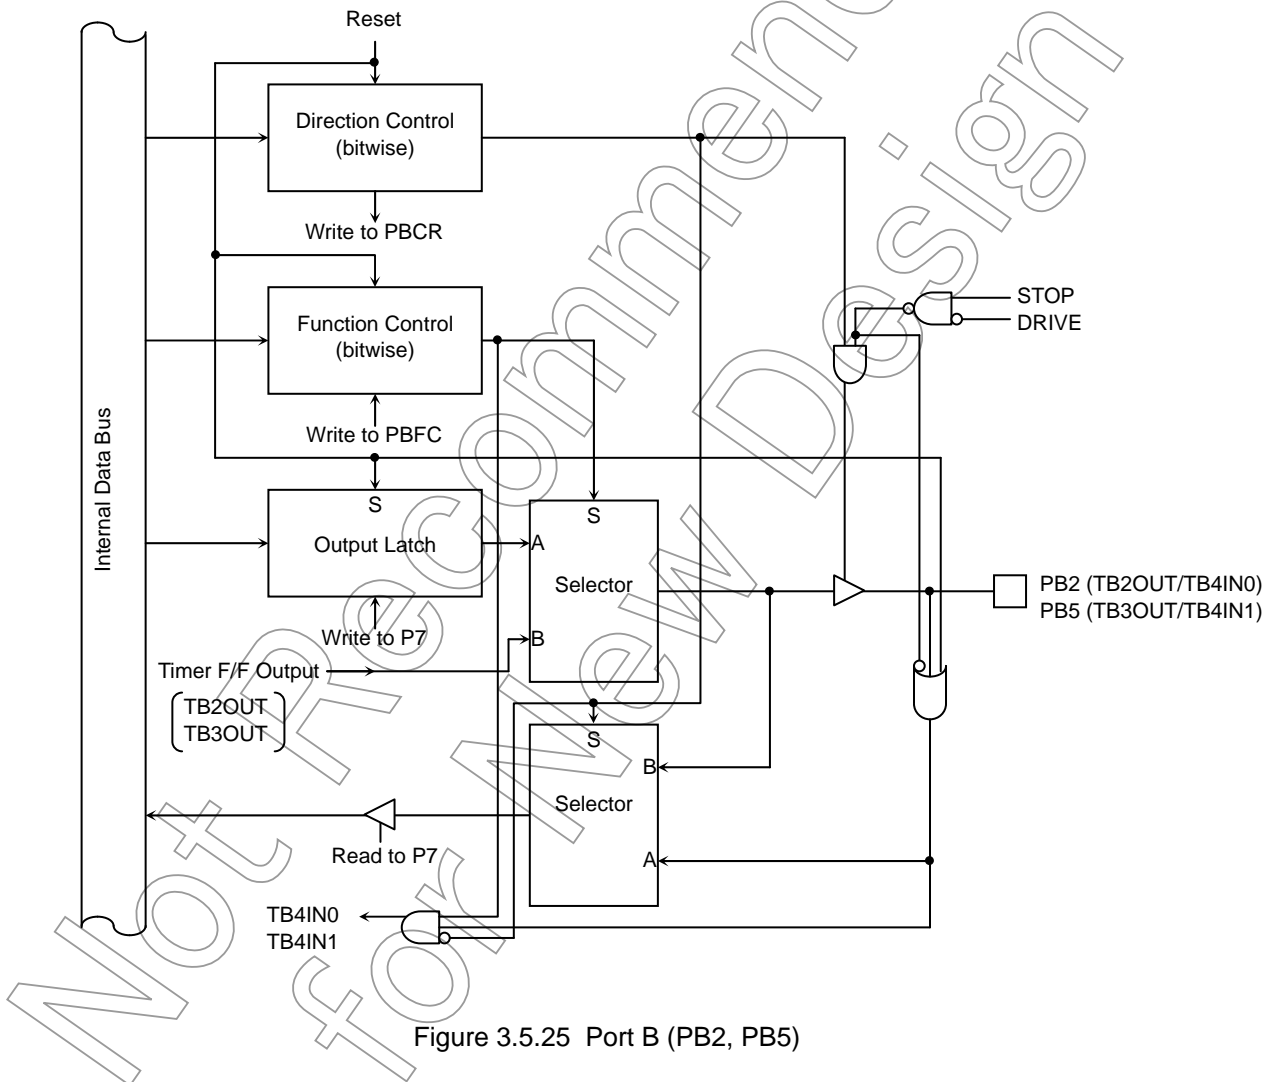 Reset
Direction Control
(bitwise)
Write to PBCR
Function Control
(bitwise)
STOP
DRIVE
Write to PBFC
Internal Data Bus
S
Output Latch
S
A
Selector
B
PB2 (TB2OUT/TB4IN0)
PB5 (TB3OUT/TB4IN1)
Write to P7
Timer F/F Output
TB2OUT
TB3OUT
S
B
Selector
A
Read to P7
TB4IN0
TB4IN1
Figure 3.5.25 Port B (PB2, PB5)
Not Recommen
for New Design